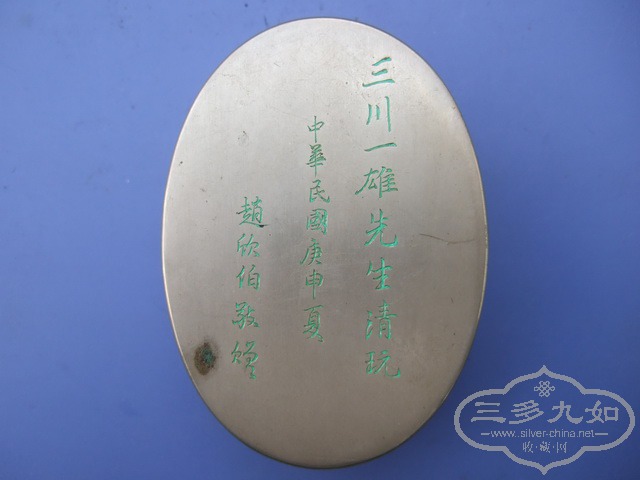 三川一雄先生清玩
中華民國庚申夏
趙欣伯敬贈
三多九如
www.silver-china.net
收·藏·网